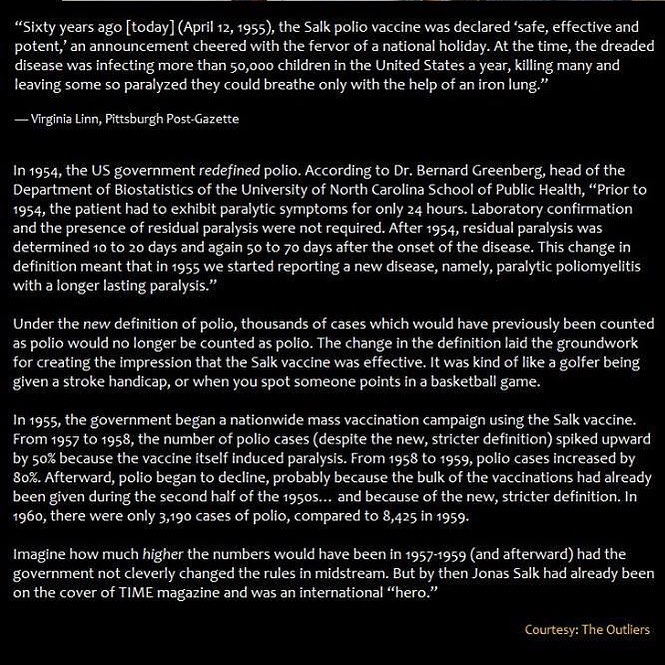 “Sixty years ago [today] (April 12, 1955), the Salk polio vaccine was declared ‘safe, effective and
potent,’ an announcement cheered with the fervor of a national holiday. At the time, the dreaded
disease was infecting more than 50,000 children in the United States a year, killing many and
leaving some so paralyzed they could breathe only with the help of an iron lung.”
— Virginia Linn, Pittsburgh Post-Gazette
In 1954, the US government redefined polio. According to Dr. Bernard Greenberg, head of the
Department of Biostatistics of the University of North Carolina School of Public Health, “Prior to
1954, the patient had to exhibit paralytic symptoms for only 24 hours. Laboratory confirmation
and the presence of residual paralysis were not required. After 1954, residual paralysis was
determined 10 to 20 days and again 50 to 70 days after the onset of the disease. This change in
definition meant that in 1955 we started reporting a new disease, namely, paralytic poliomyelitis
with a longer lasting paralysis.”
Under the new definition of polio, thousands of cases which would have previously been counted
as polio would no longer be counted as polio. The change in the definition laid the groundwork
for creating the impression that the Salk vaccine was effective. It was kind of like a golfer being
given a stroke handicap, or when you spot someone points in a basketball game.
In 1955, the government began a nationwide mass vaccination campaign using the Salk vaccine.
From 1957 to 1958, the number of polio cases (despite the new, stricter definition) spiked upward
by 50% because the vaccine itself induced paralysis. From 1958 to 1959, polio cases increased by
80%. Afterward, polio began to decline, probably because the bulk of the vaccinations had already
been given during the second half of the 1950s… and because of the new, stricter definition. In
1960, there were only 3,190 cases of polio, compared to 8,425 in 1959.
Imagine how much higher the numbers would have been in 1957-1959 (and afterward) had the
government not cleverly changed the rules in midstream. But by then Jonas Salk had already been
on the cover of TIME magazine and was an international “hero.”
Courtesy: The Outliers